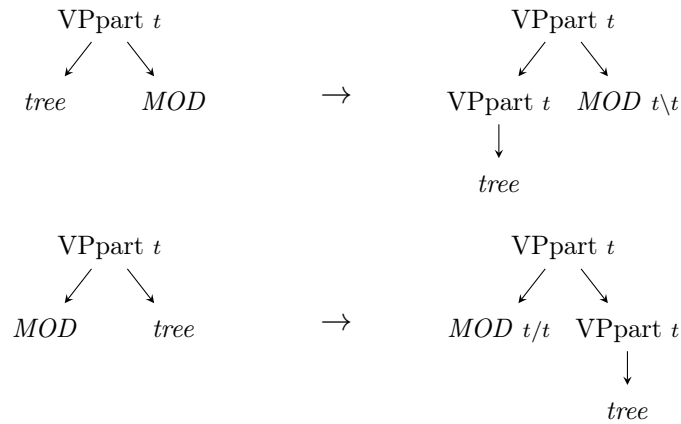 VPpart t VPpart t
tree MOD → VPpart t MOD t\t
tree
VPpart t VPpart t
MOD tree → MOD t/t VPpart t
tree